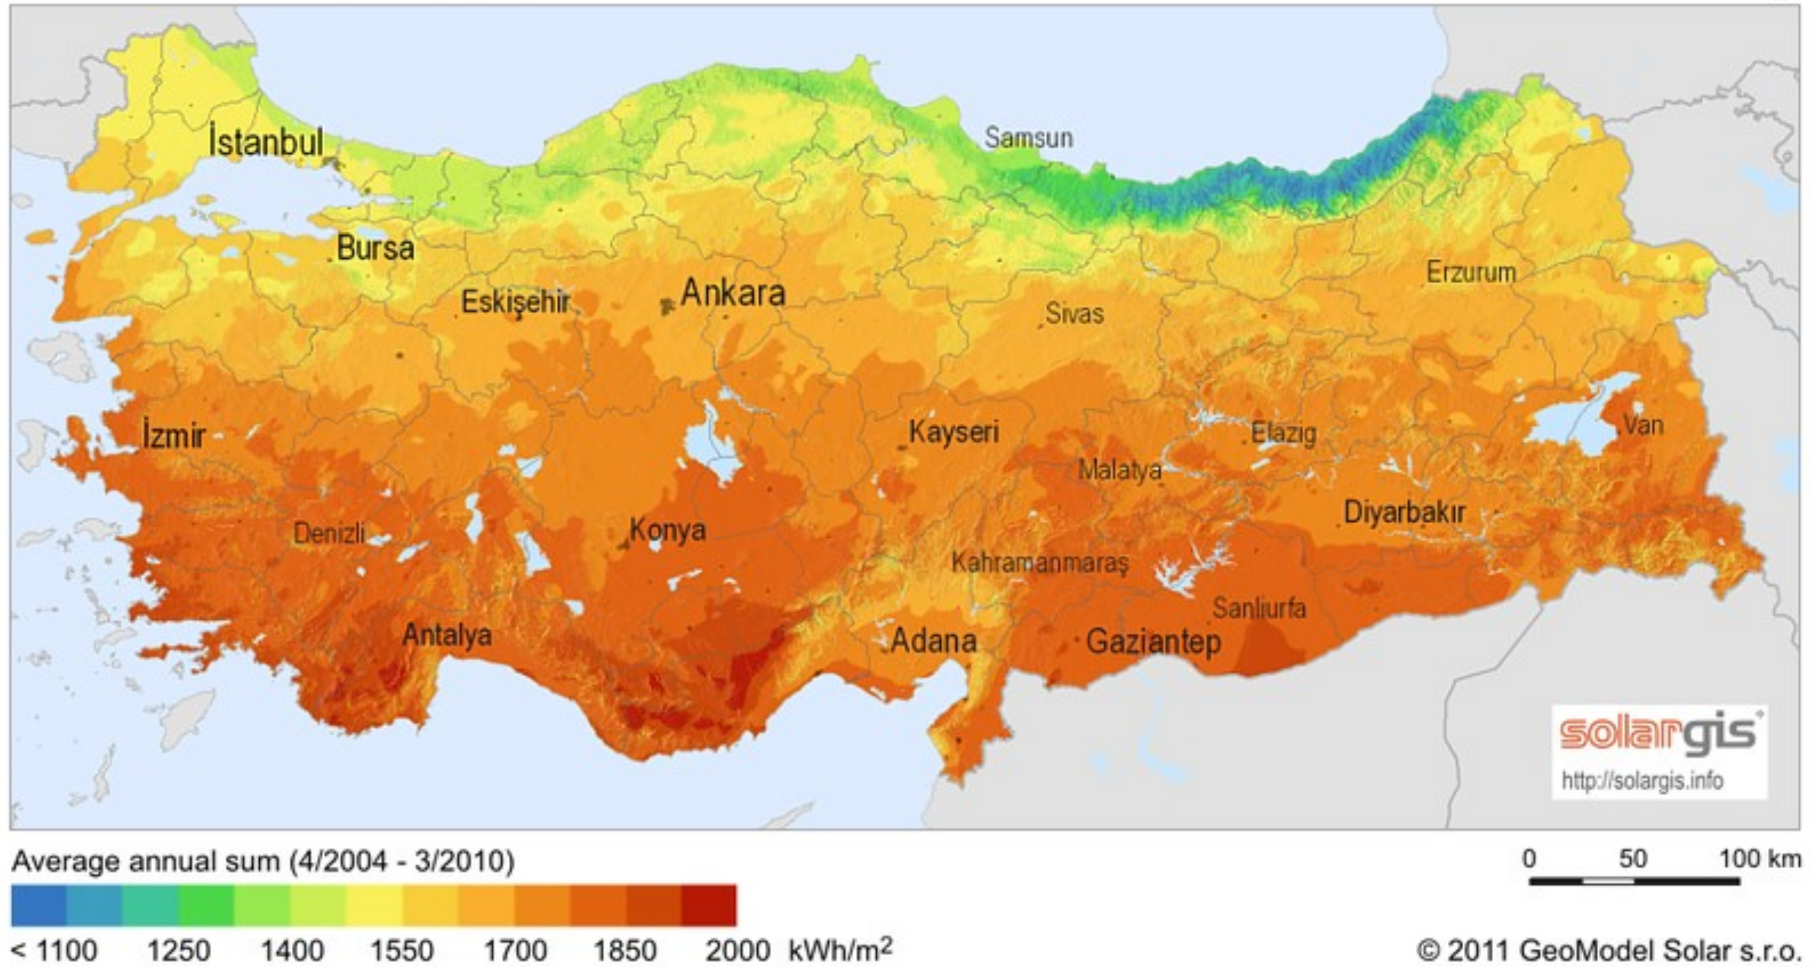 İstanbul
Samsun
Bursa
Erzurum
Eskişehir
Ankara
Sivas
İzmir
Kayseri
Elazig
Van
Malatya
Denizli
Konya
Diyarbakır
Kahramanmaraş
Sanliurfa
Antalya
Adana
Gaziantep
solargis
http://solargis.info
Average annual sum (4/2004 - 3/2010)
0 50 100 km
< 1100 1250 1400 1550 1700 1850 2000 kWh/m²
© 2011 GeoModel Solar s.r.o.